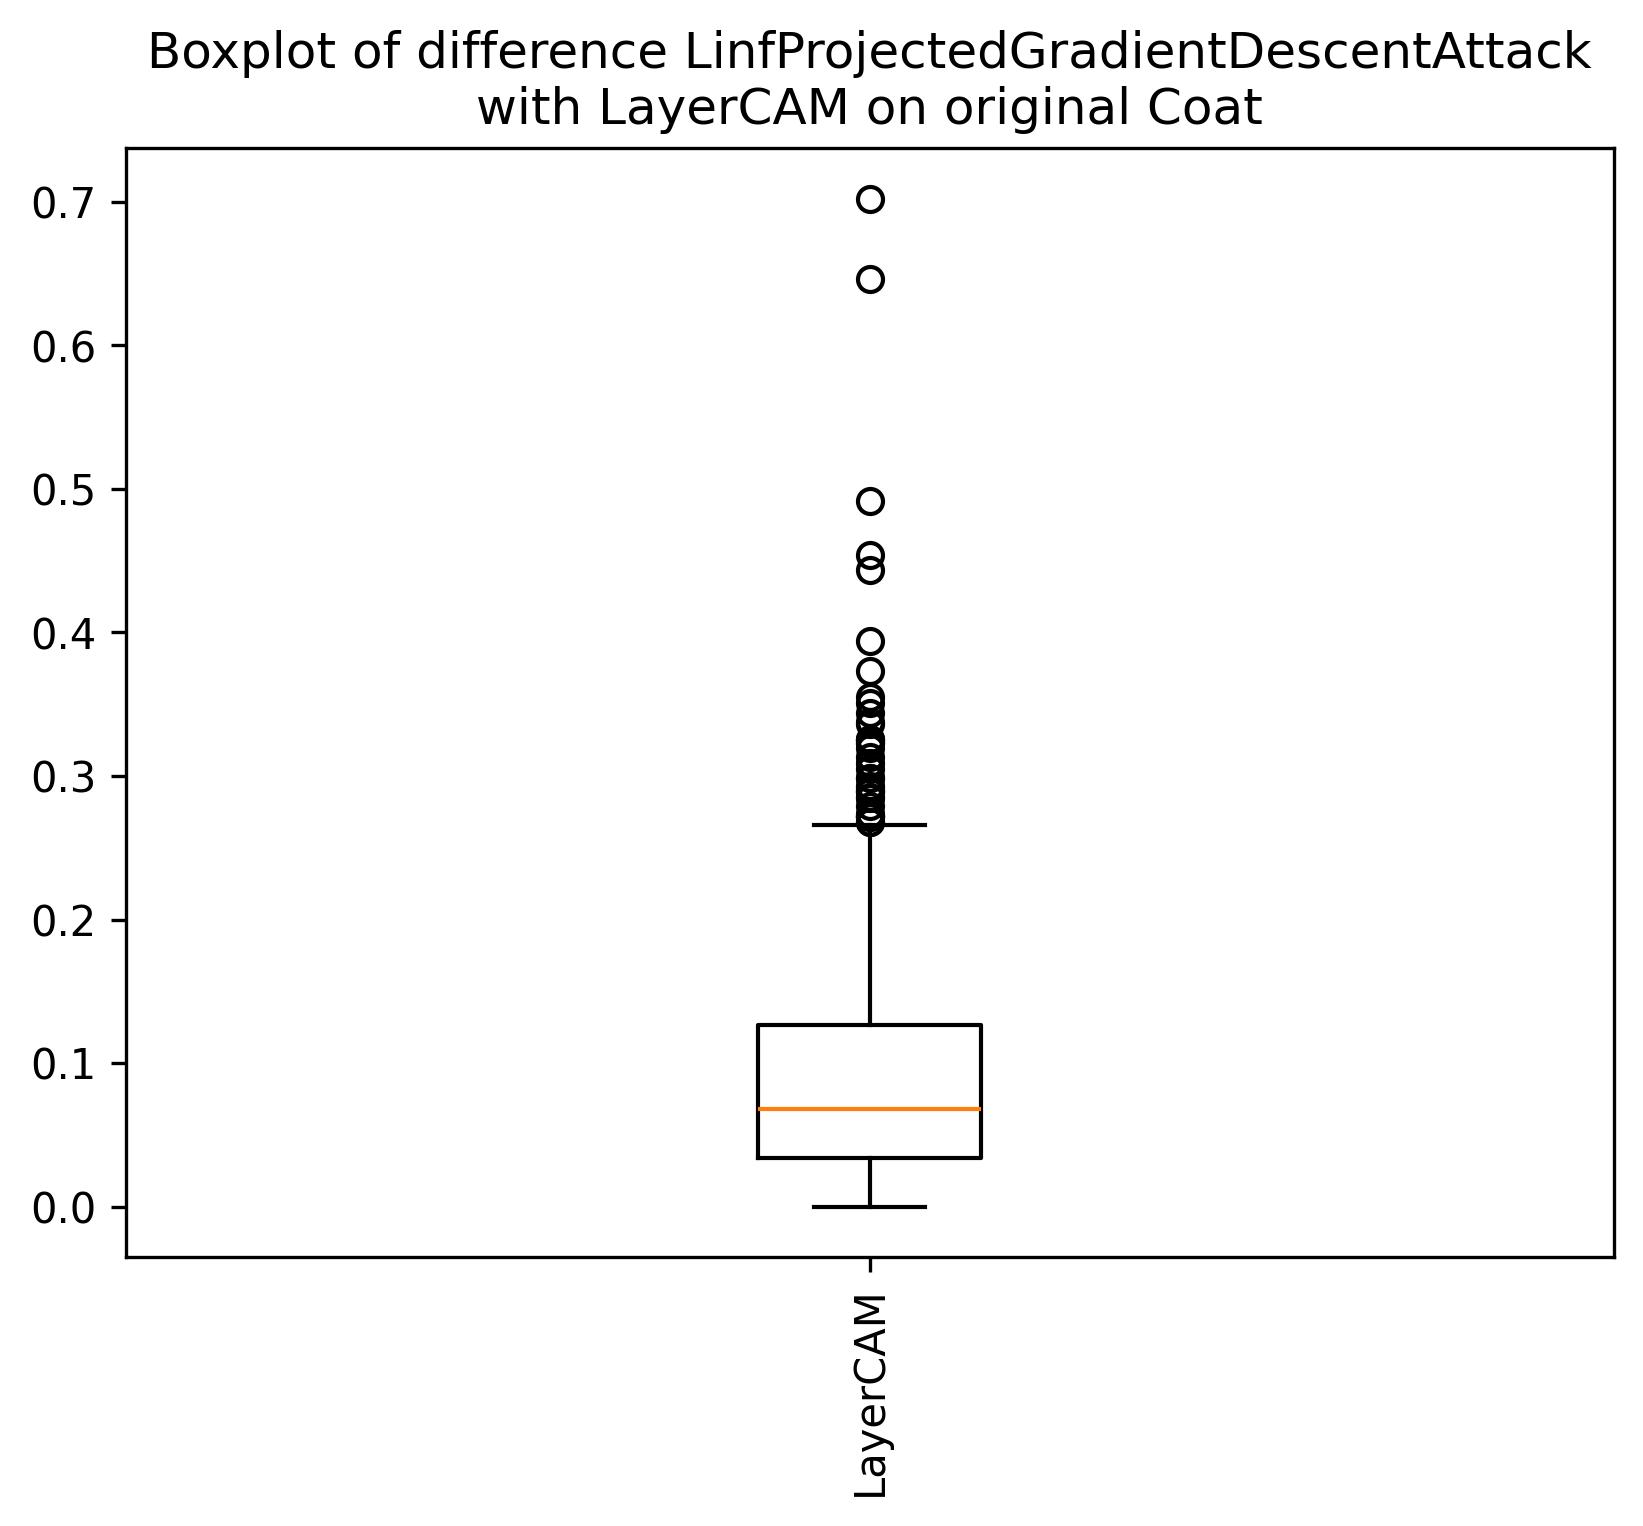 Boxplot of difference LinfProjectedGradientDescentAttack
with LayerCAM on original Coat
0.7
0.6
0.5
0.4
0.3
0.2
0.1
0.0
LayerCAM